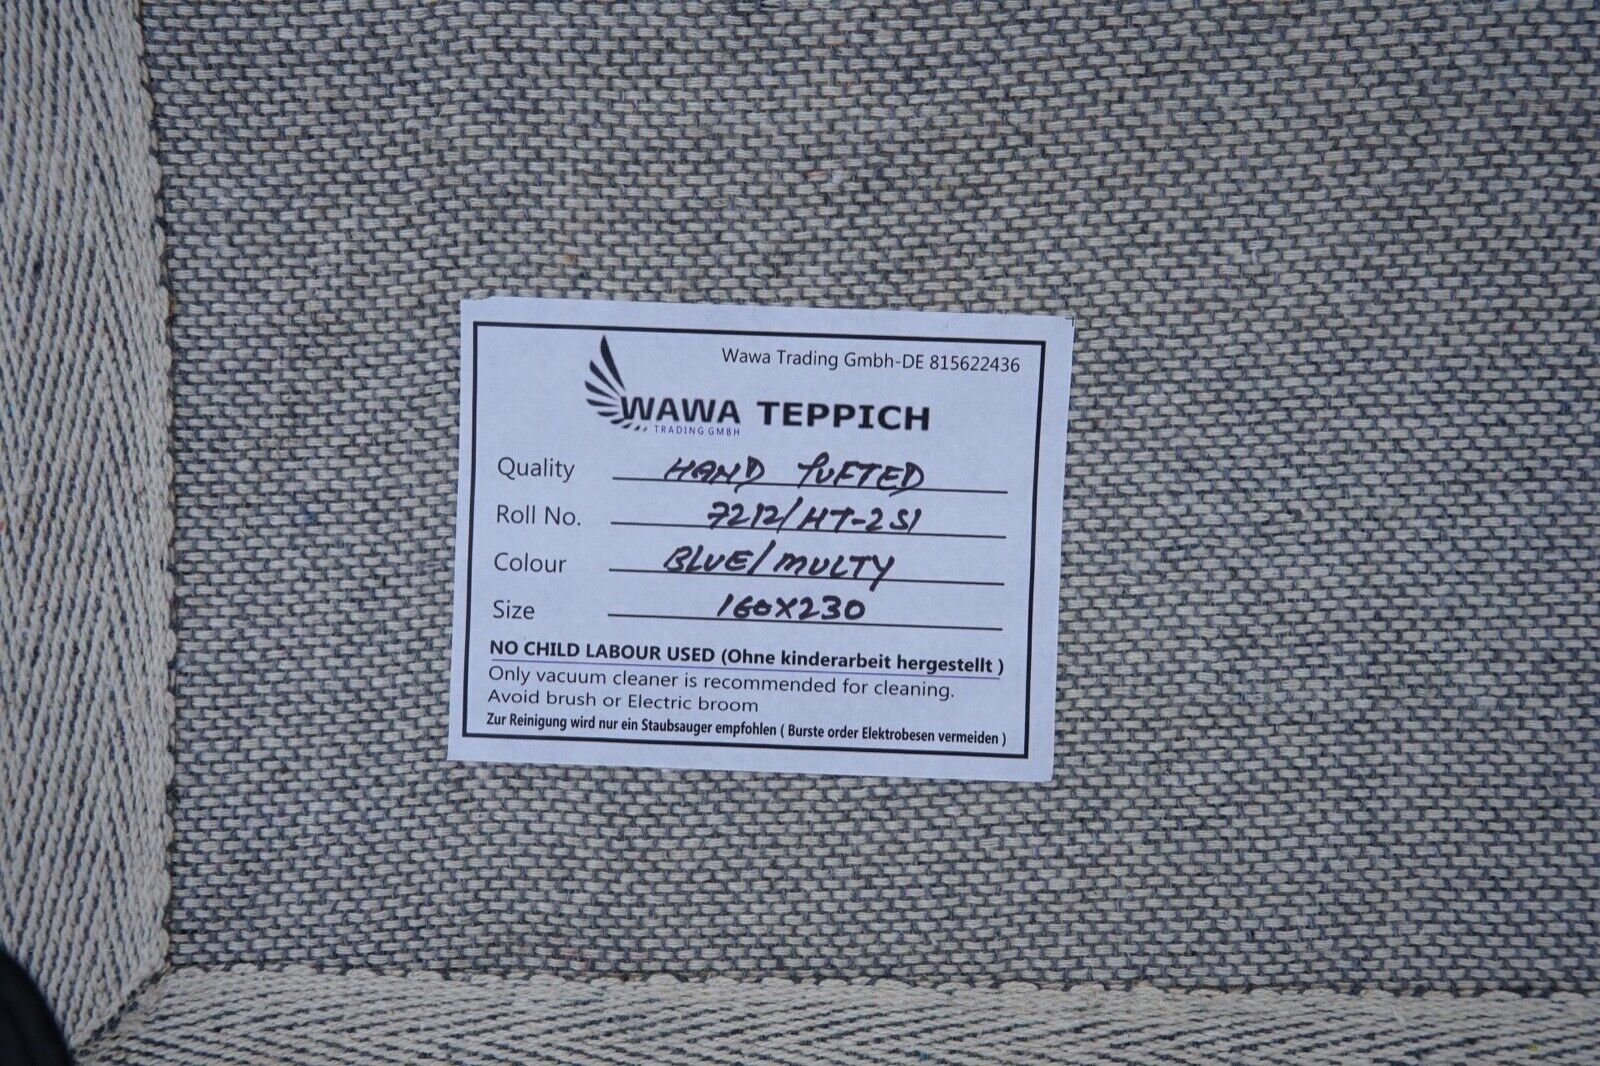 Wawa Trading Gmbh-DE 815622436
WAWA TEPPICH
TRADING GMBH
Quality HAND TUFTED
Roll No. 7212/HT-251
Colour BLUE/MULTY
Size 160X230
NO CHILD LABOUR USED (Ohne kinderarbeit hergestellt )
Only vacuum cleaner is recommended for cleaning.
Avoid brush or Electric broom
Zur Reinigung wird nur ein Staubsauger empfohlen ( Burste order Elektrobesen vermeiden )